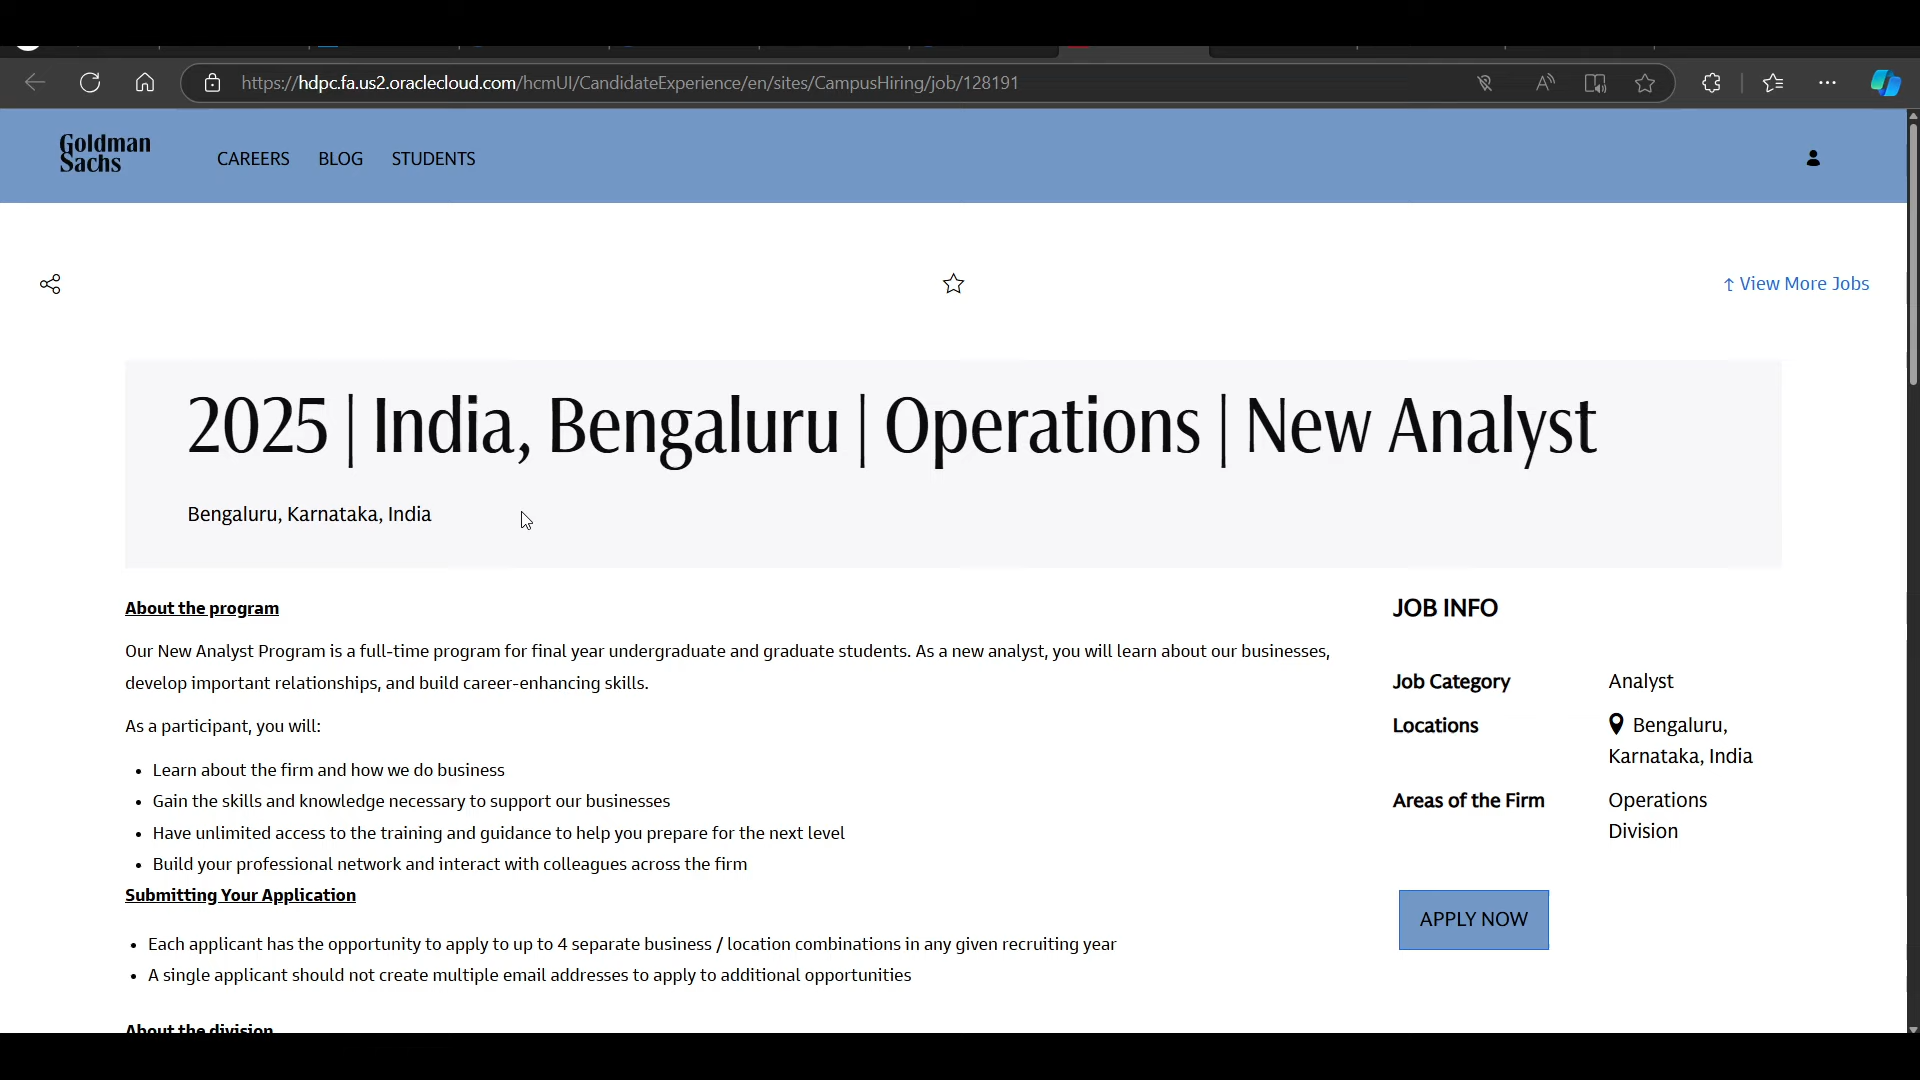 https://hdpc.fa.us2.oraclecloud.com/hcmUI/CandidateExperience/en/sites/CampusHiring/job/128191
Goldman
Sachs
CAREERS BLOG STUDENTS
↑ View More Jobs
2025 | India, Bengaluru | Operations | New Analyst
Bengaluru, Karnataka, India
About the program
Our New Analyst Program is a full-time program for final year undergraduate and graduate students. As a new analyst, you will learn about our businesses,
develop important relationships, and build career-enhancing skills.
As a participant, you will:
• Learn about the firm and how we do business
• Gain the skills and knowledge necessary to support our businesses
• Have unlimited access to the training and guidance to help you prepare for the next level
• Build your professional network and interact with colleagues across the firm
Submitting Your Application
• Each applicant has the opportunity to apply to up to 4 separate business / location combinations in any given recruiting year
• A single applicant should not create multiple email addresses to apply to additional opportunities
About the division
JOB INFO
Job Category Analyst
Locations Bengaluru,
Karnataka, India
Areas of the Firm Operations
Division
APPLY NOW